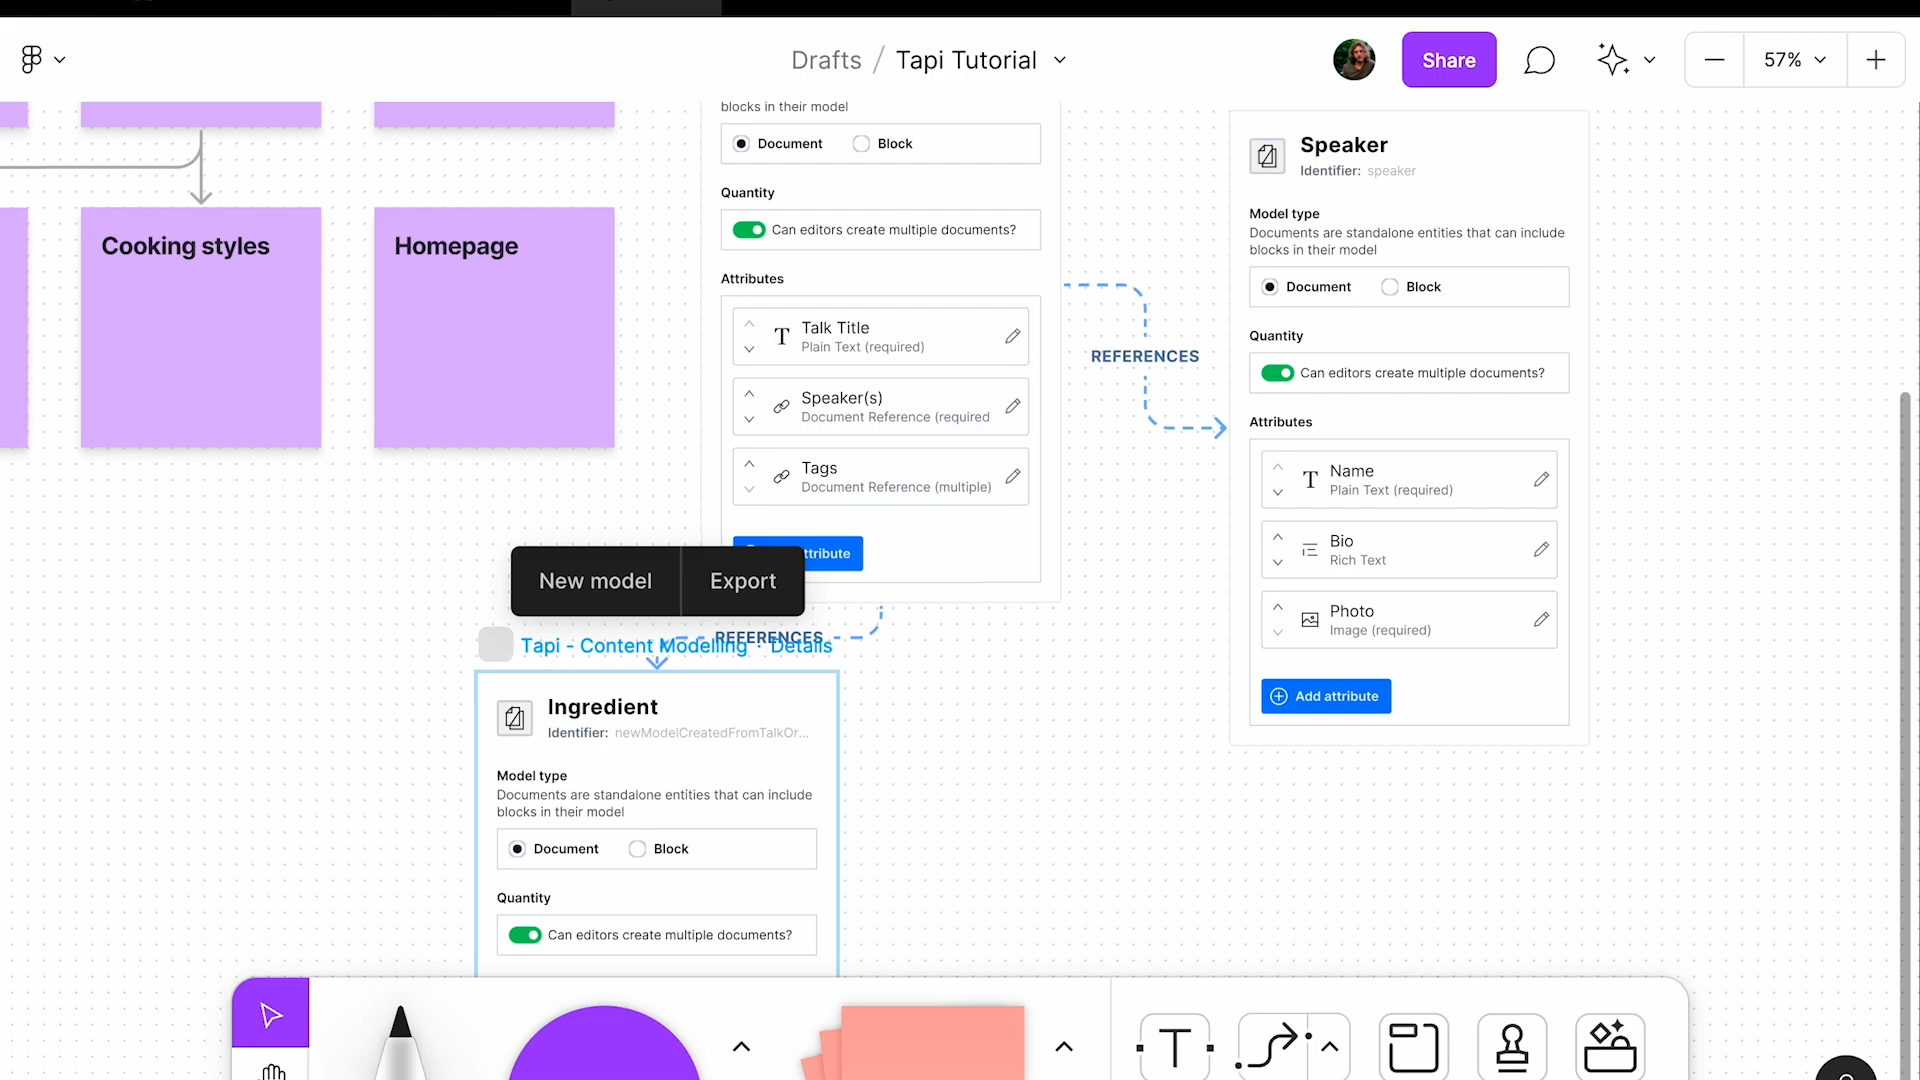 Drafts / Tapi Tutorial
Share
57%
blocks in their model
Document
Block
Quantity
Can editors create multiple documents?
Attributes
Talk Title
Plain Text (required)
Speaker(s)
Document Reference (required
Tags
Document Reference (multiple)
Cooking styles
Homepage
New model
Export
REFERENCES
Tapi - Content Modelling · Details
Ingredient
Identifier: newModelCreatedFromTalkOr...
Model type
Documents are standalone entities that can include
blocks in their model
Document
Block
Quantity
Can editors create multiple documents?
REFERENCES
Speaker
Identifier: speaker
Model type
Documents are standalone entities that can include
blocks in their model
Document
Block
Quantity
Can editors create multiple documents?
Attributes
Name
Plain Text (required)
Bio
Rich Text
Photo
Image (required)
Add attribute